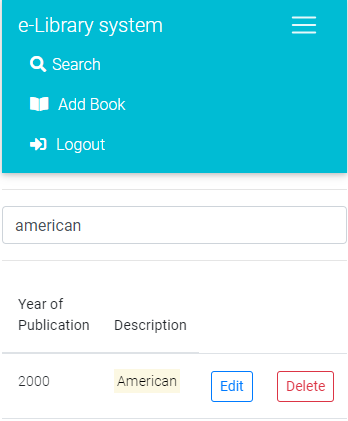 e-Library system
Search
Add Book
Logout
american
Year of
Publication Description
2000 American Edit Delete